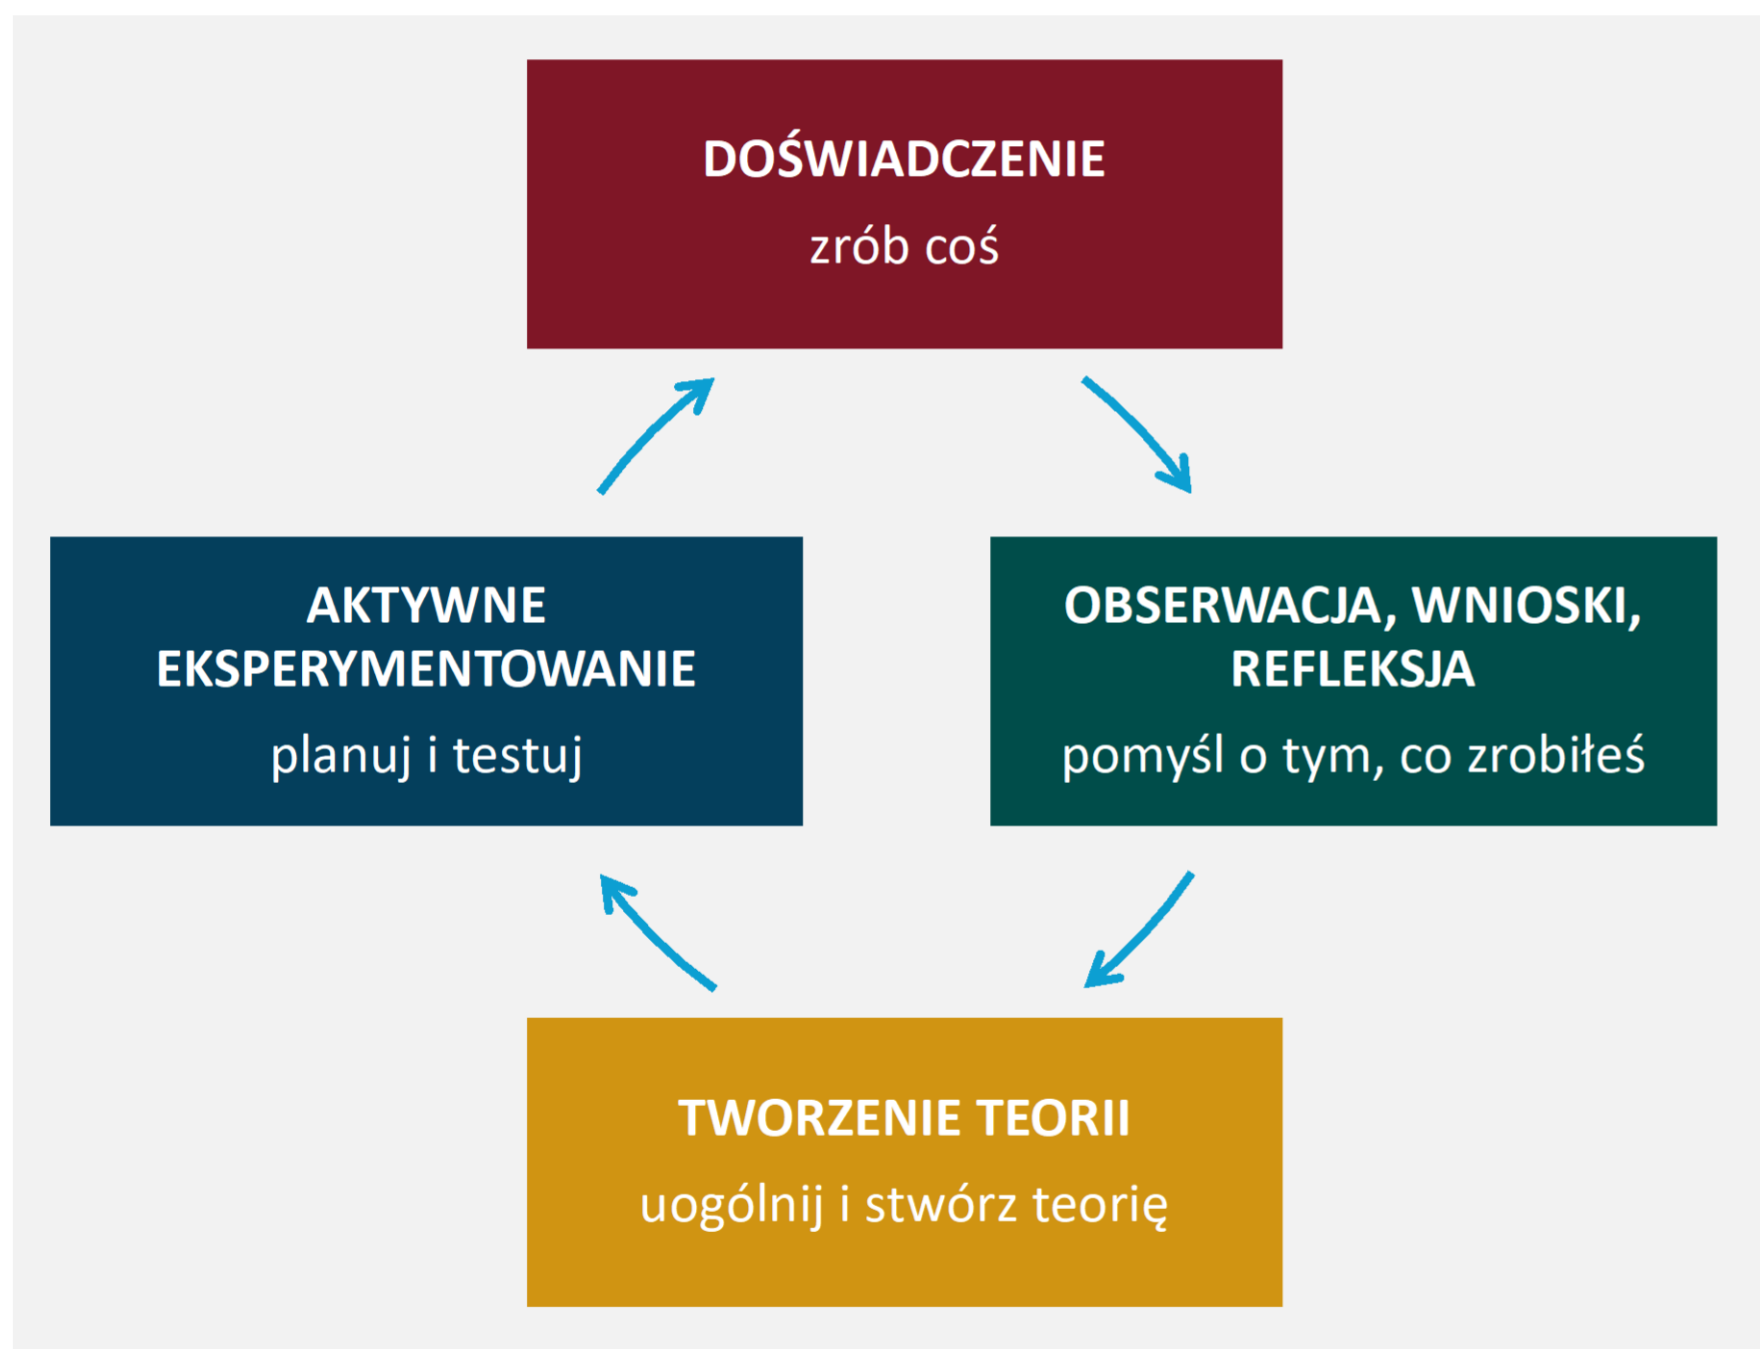 DOŚWIADCZENIE
zrób coś
AKTYWNE
EKSPERYMENTOWANIE
planuj i testuj
OBSERWACJA, WNIOSKI,
REFLEKSJA
pomyśl o tym, co zrobiłeś
TWORZENIE TEORII
uogólnij i stwórz teorię